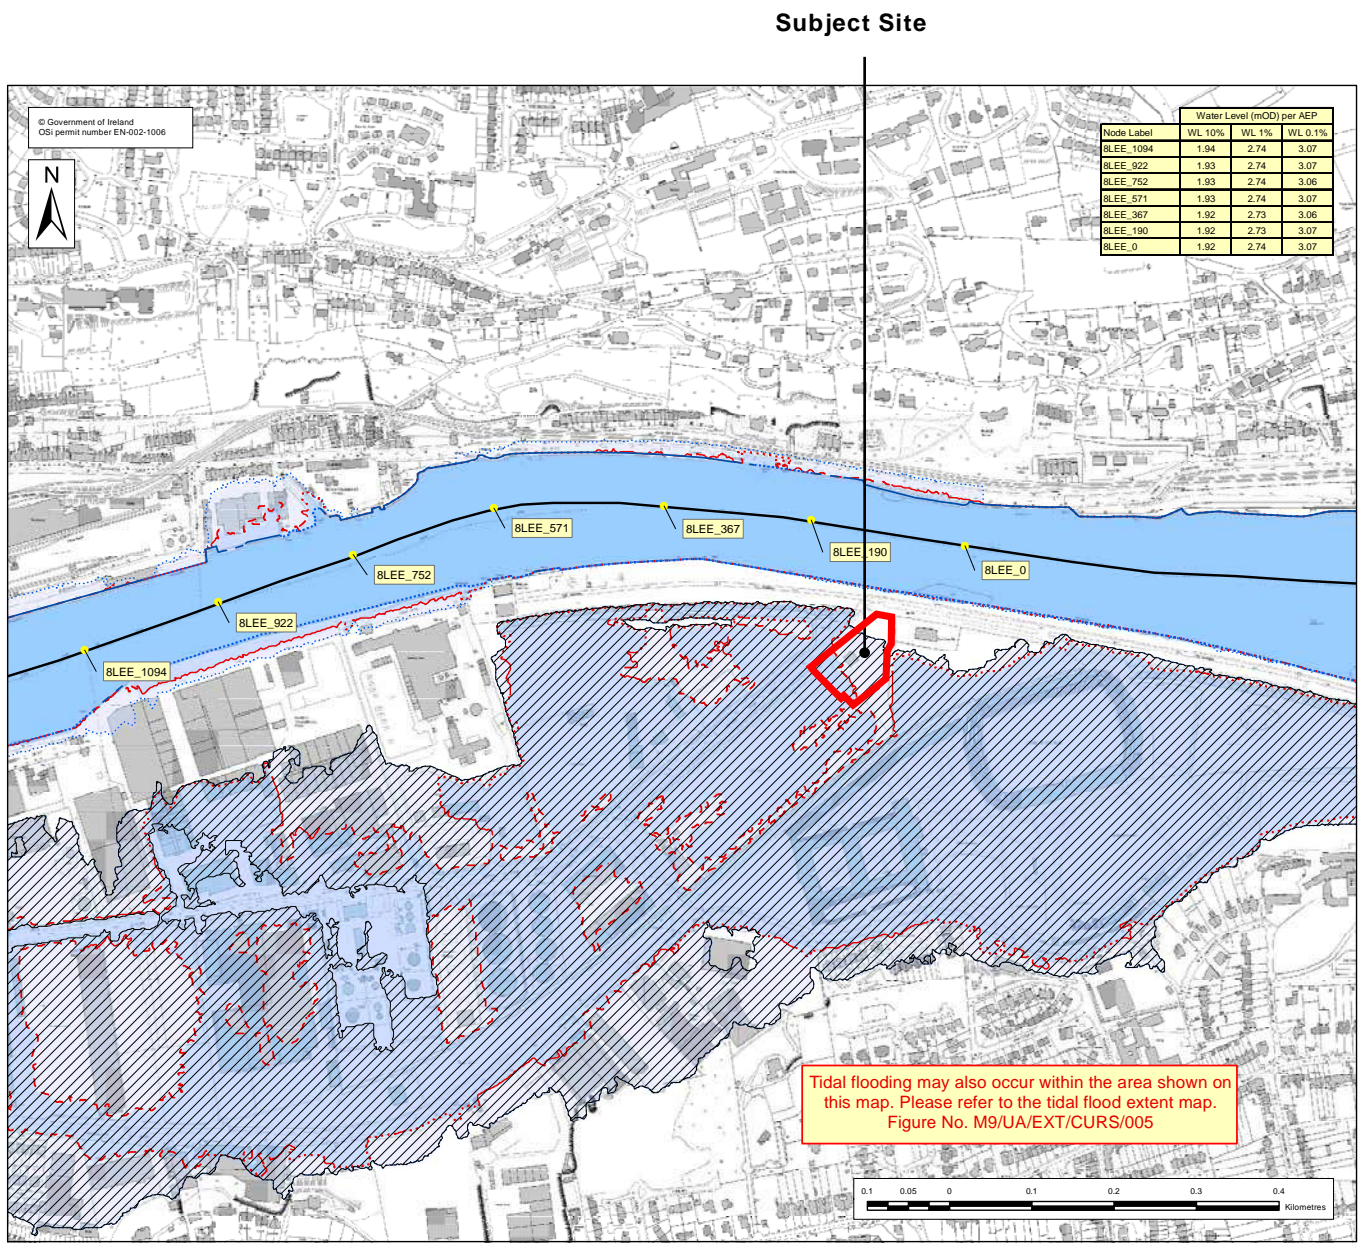 Subject Site
© Government of Ireland
OSi permit number EN-002-1006
N
Water Level (mOD) per AEP
Node Label WL 10% WL 1% WL 0.1%
8LEE_1094 1.94 2.74 3.07
8LEE_922 1.93 2.74 3.07
8LEE_752 1.93 2.74 3.06
8LEE_571 1.93 2.74 3.07
8LEE_367 1.92 2.73 3.06
8LEE_190 1.92 2.73 3.07
8LEE_0 1.92 2.74 3.07
8LEE_571
8LEE_367
8LEE_190
8LEE_0
8LEE_752
8LEE_922
8LEE_1094
Tidal flooding may also occur within the area shown on
this map. Please refer to the tidal flood extent map.
Figure No. M9/UA/EXT/CURS/005
0.1 0.05 0 0.1 0.2 0.3 0.4
Kilometres